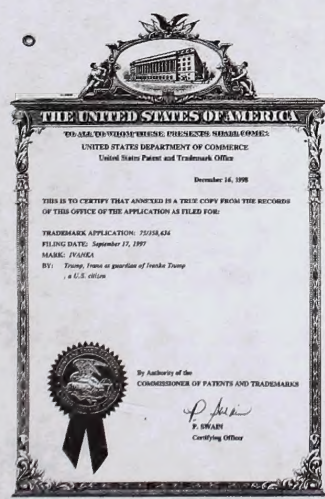 THE UNITED STATES OF AMERICA
TO ALL TO WHOM THESE PRESENTS SHALL COME:
UNITED STATES DEPARTMENT OF COMMERCE
United States Patent and Trademark Office
December 16, 1998
THIS IS TO CERTIFY THAT ANNEXED IS A TRUE COPY FROM THE RECORDS
OF THIS OFFICE OF THE APPLICATION AS FILED FOR:
TRADEMARK APPLICATION: 75/358,636
FILING DATE: September 17, 1997
MARK: IVANKA
BY: Trump, Ivana as guardian of Ivanka Trump
, a U.S. citizen
By Authority of the
COMMISSIONER OF PATENTS AND TRADEMARKS
P. SWAIN
Certifying Officer